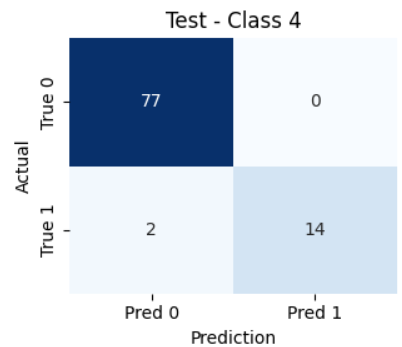 Test - Class 4
Actual
True 0
77
0
True 1
2
14
Pred 0
Pred 1
Prediction